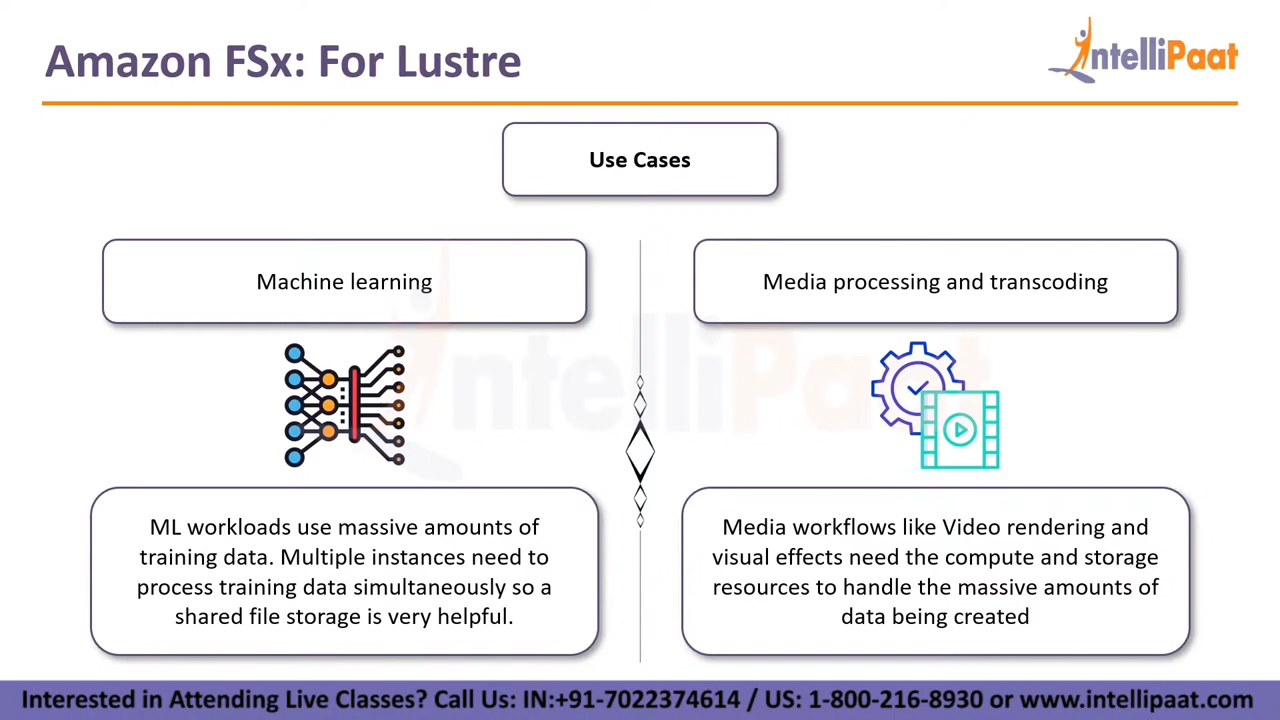 Amazon FSx: For Lustre
IntelliPaat
Use Cases
Machine learning
Media processing and transcoding
IntelliPaat
ML workloads use massive amounts of
training data. Multiple instances need to
process training data simultaneously so a
shared file storage is very helpful.
Media workflows like Video rendering and
visual effects need the compute and storage
resources to handle the massive amounts of
data being created
Interested in Attending Live Classes? Call Us: IN:+91-7022374614 / US: 1-800-216-8930 or www.intellipaat.com